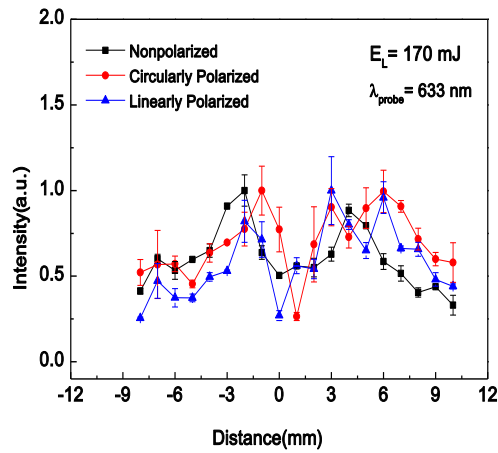 2.0
1.5
1.0
0.5
0.0
Intensity(a.u.)
Nonpolarized
Circularly Polarized
Linearly Polarized
E_L= 170 mJ
λ_probe= 633 nm
-12 -9 -6 -3 0 3 6 9 12
Distance(mm)